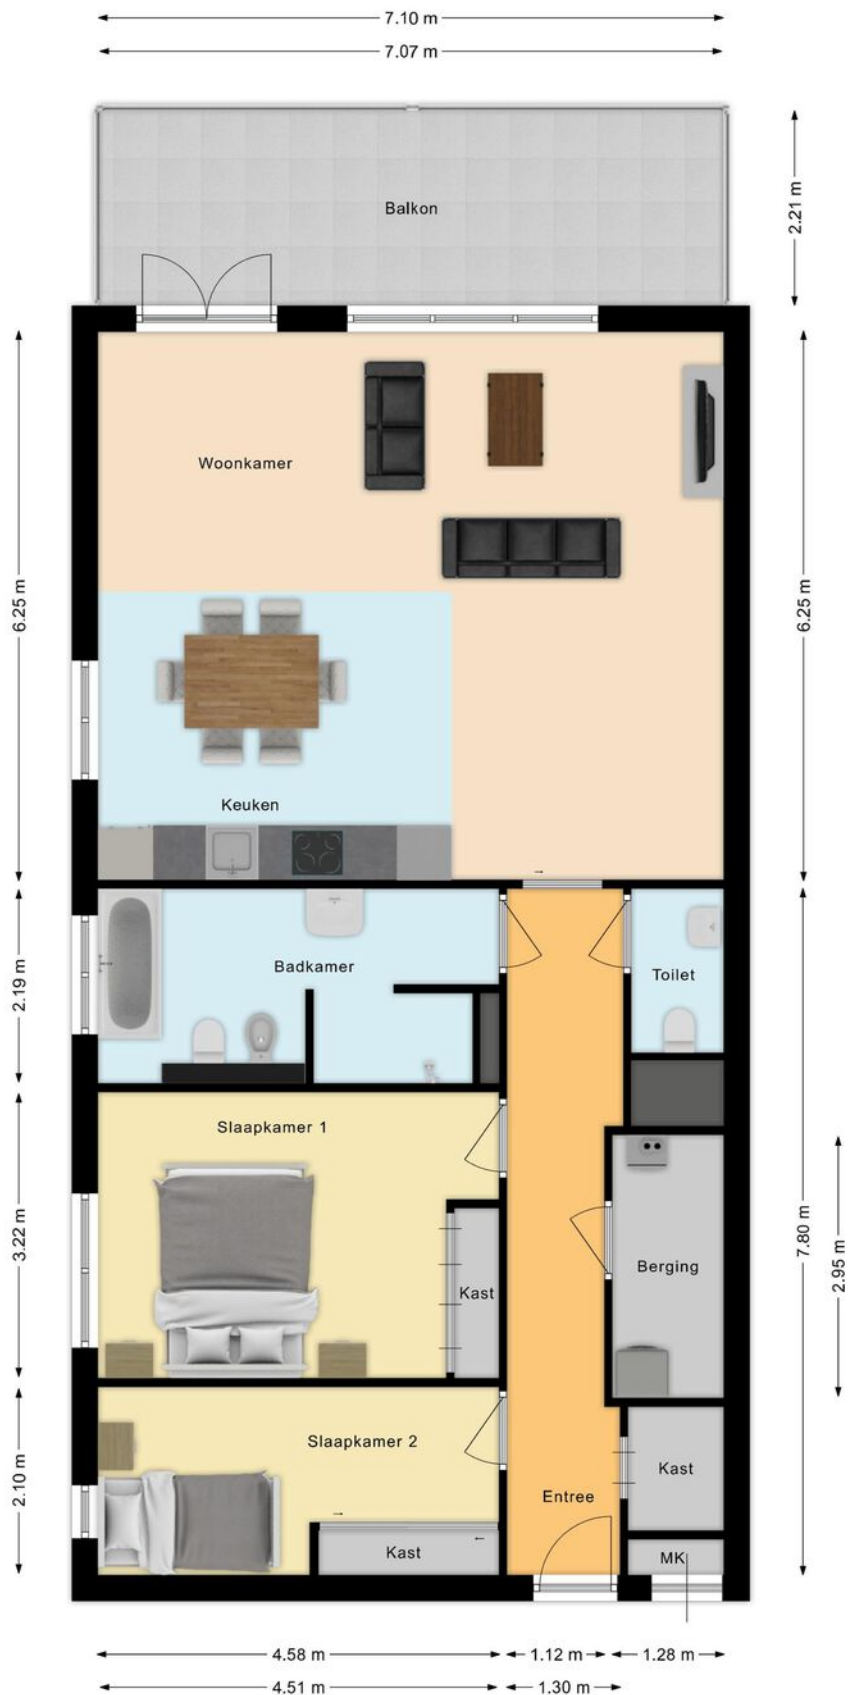 7.10 m
7.07 m
2.21 m
Balkon
Woonkamer
6.25 m
6.25 m
Keuken
Badkamer
Toilet
2.19 m
Slaapkamer 1
3.22 m
7.80 m
2.95 m
Berging
Kast
Slaapkamer 2
Kast
2.10 m
Entree
Kast
MK
4.58 m
1.12 m
1.28 m
4.51 m
1.30 m